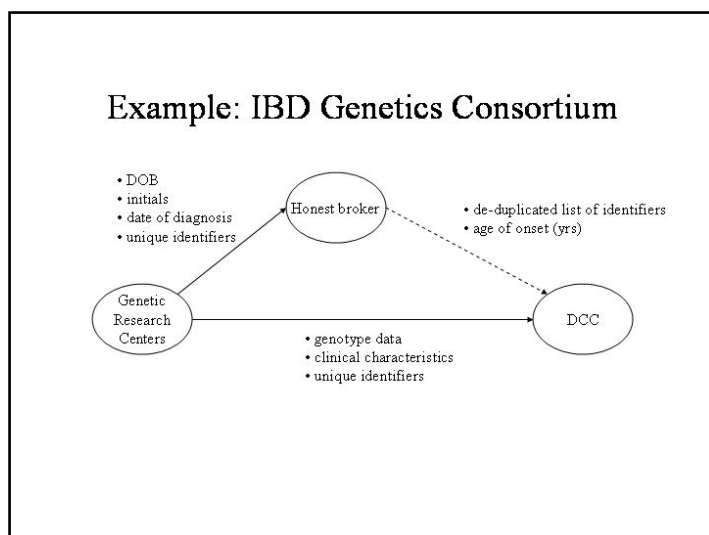 Example: IBD Genetics Consortium
• DOB
• initials
• date of diagnosis
• unique identifiers
Honest broker
• de-duplicated list of identifiers
• age of onset (yrs)
Genetic
Research
Centers
DCC
• genotype data
• clinical characteristics
• unique identifiers